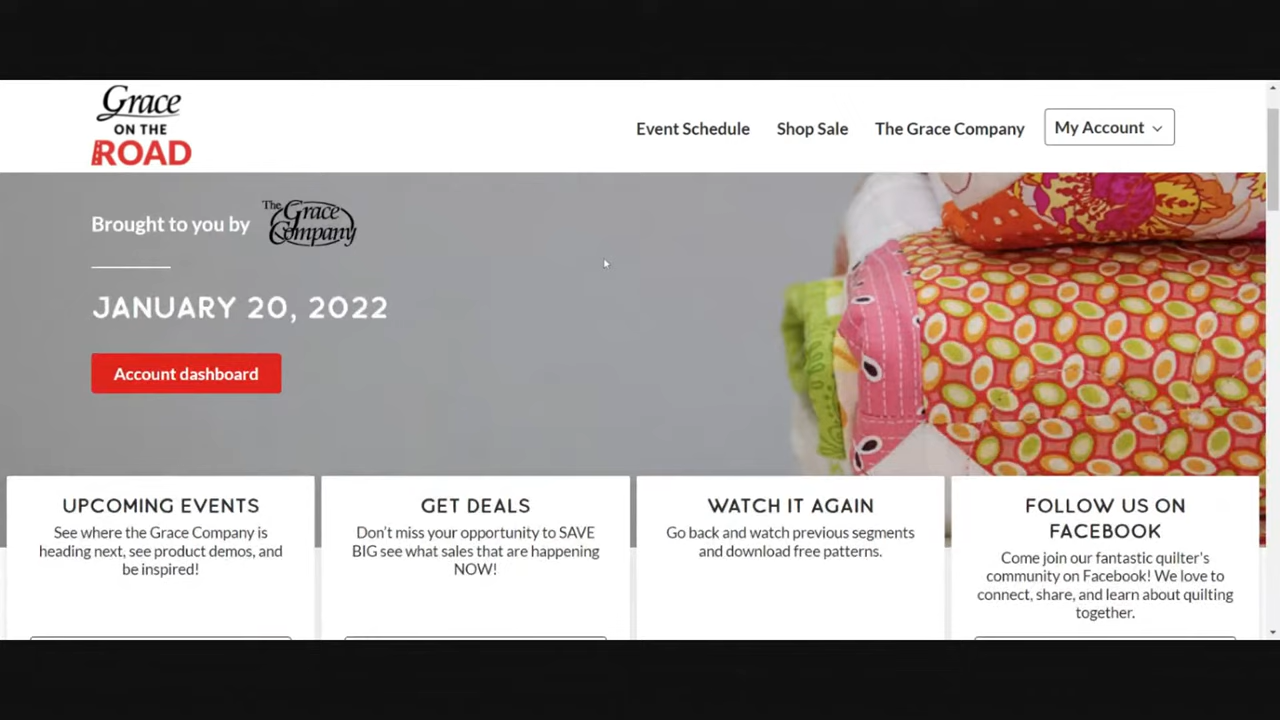 Grace
ON THE
ROAD
Event Schedule
Shop Sale
The Grace Company
My Account
Brought to you by
The Grace Company
JANUARY 20, 2022
Account dashboard
UPCOMING EVENTS
See where the Grace Company is
heading next, see product demos, and
be inspired!
GET DEALS
Don't miss your opportunity to SAVE
BIG see what sales that are happening
NOW!
WATCH IT AGAIN
Go back and watch previous segments
and download free patterns.
FOLLOW US ON
FACEBOOK
Come join our fantastic quilter's
community on Facebook! We love to
connect, share, and learn about quilting
together.